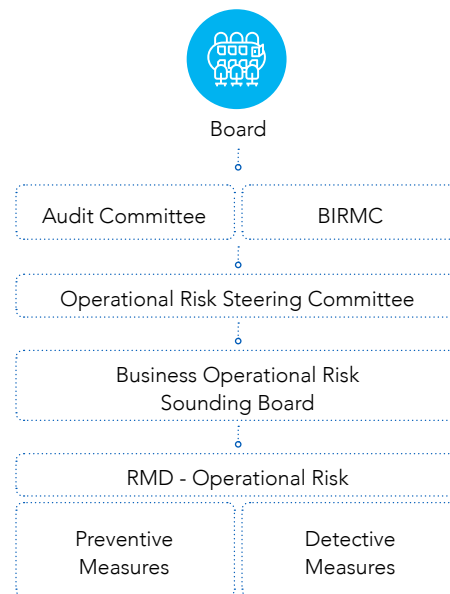 Board
Audit Committee
BIRMC
Operational Risk Steering Committee
Business Operational Risk
Sounding Board
RMD - Operational Risk
Preventive
Measures
Detective
Measures